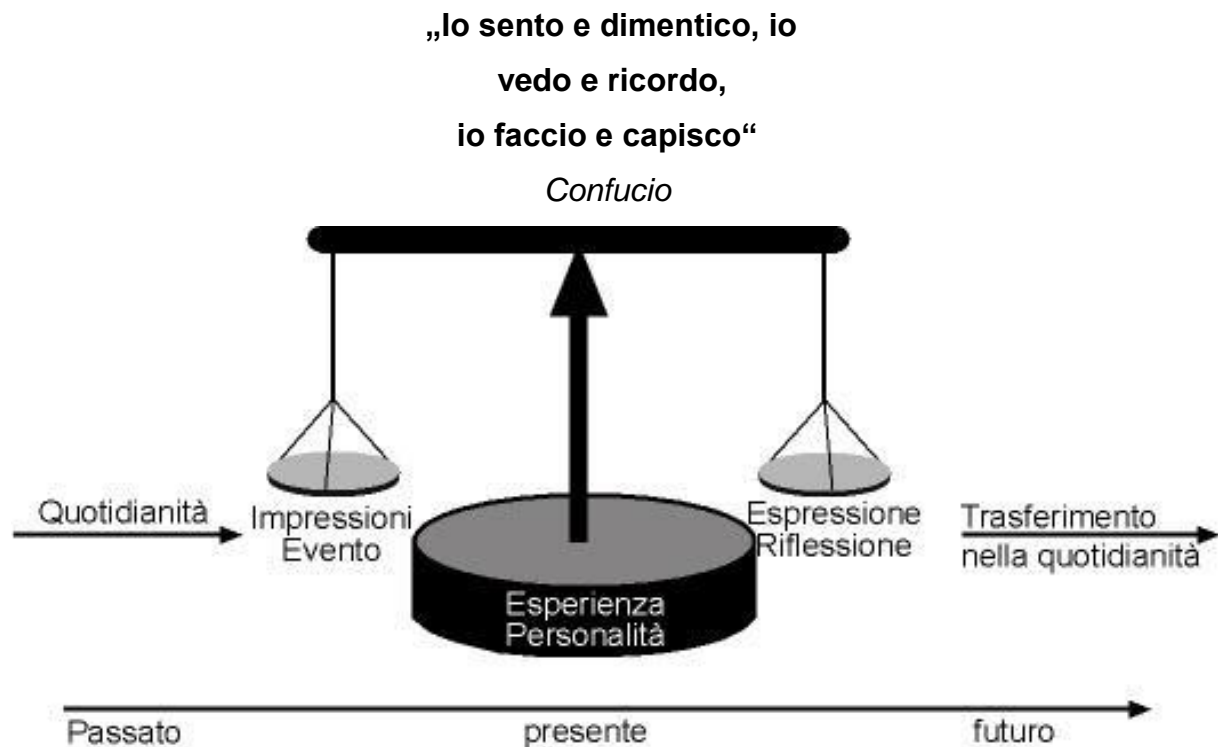 „Io sento e dimentico, io
vedo e ricordo,
io faccio e capisco“
Confucio
Quotidianità
Impressioni
Evento
Esperienza
Personalità
Espressione
Riflessione
Trasferimento
nella quotidianità
Passato
presente
futuro